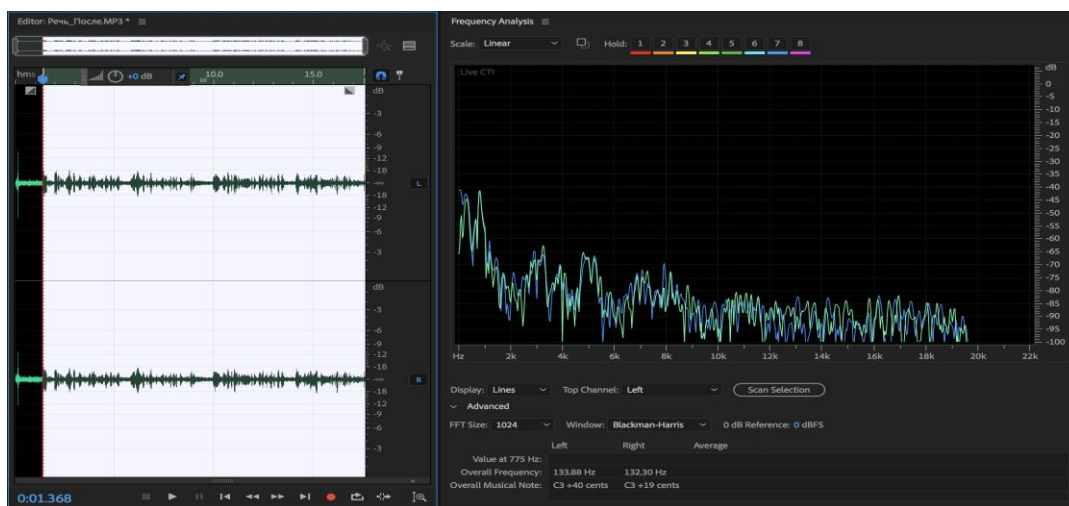 Editor: Речь_После.MP3 *
hms
+0 dB
10.0
15.0
dB
-3
-6
-9
-12
-18
-∞
-18
-12
-9
-6
-3
L
dB
-3
-6
-9
-12
-18
-∞
-18
-12
-9
-6
-3
R
0:01.368
Frequency Analysis
Scale: Linear
Hold: 1 2 3 4 5 6 7 8
Live CTI
dB
0
-5
-10
-15
-20
-25
-30
-35
-40
-45
-50
-55
-60
-65
-70
-75
-80
-85
-90
-95
-100
Hz 2k 4k 6k 8k 10k 12k 14k 16k 18k 20k 22k
Display: Lines Top Channel: Left Scan Selection
Advanced
FFT Size: 1024 Window: Blackman-Harris 0 dB Reference: 0 dBFS
Left Right Average
Value at 775 Hz:
Overall Frequency: 133.88 Hz 132.30 Hz
Overall Musical Note: C3 +40 cents C3 +19 cents